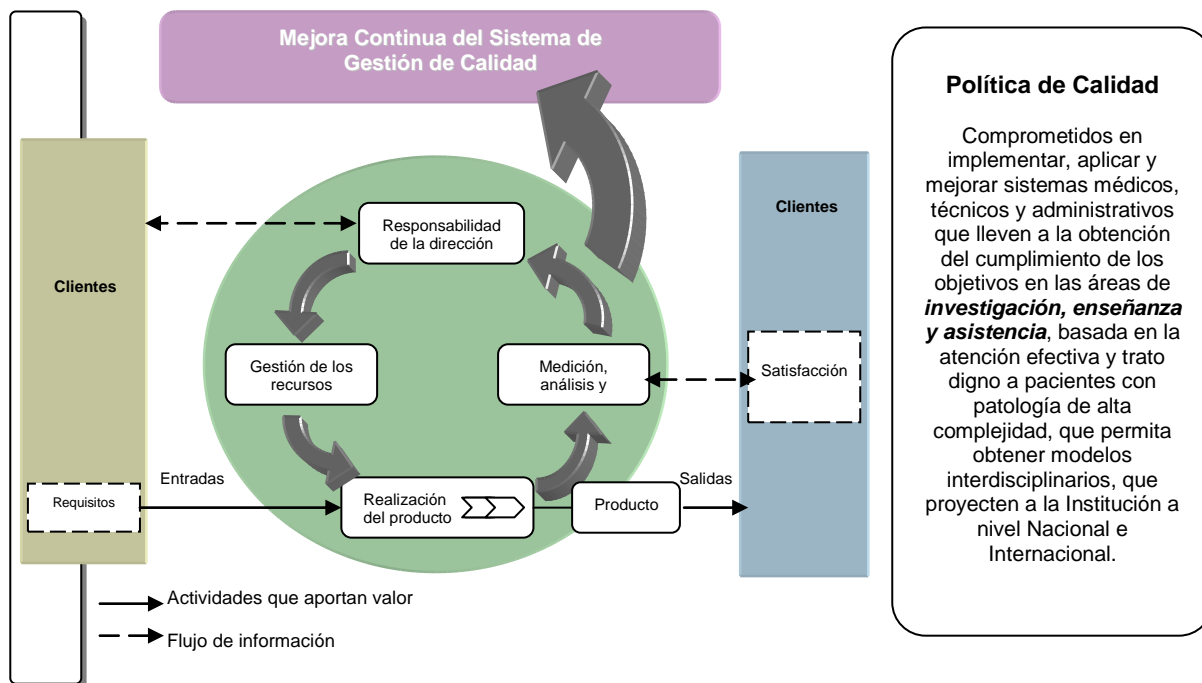 Mejora Continua del Sistema de
Gestión de Calidad
Clientes
Requisitos
Entradas
Responsabilidad
de la dirección
Gestión de los
recursos
Medición,
análisis y
Realización
del producto
Producto
Salidas
Clientes
Satisfacción
Actividades que aportan valor
Flujo de información
Política de Calidad
Comprometidos en
implementar, aplicar y
mejorar sistemas médicos,
técnicos y administrativos
que lleven a la obtención
del cumplimiento de los
objetivos en las áreas de
investigación, enseñanza
y asistencia, basada en la
atención efectiva y trato
digno a pacientes con
patología de alta
complejidad, que permita
obtener modelos
interdisciplinarios, que
proyecten a la Institución a
nivel Nacional e
Internacional.